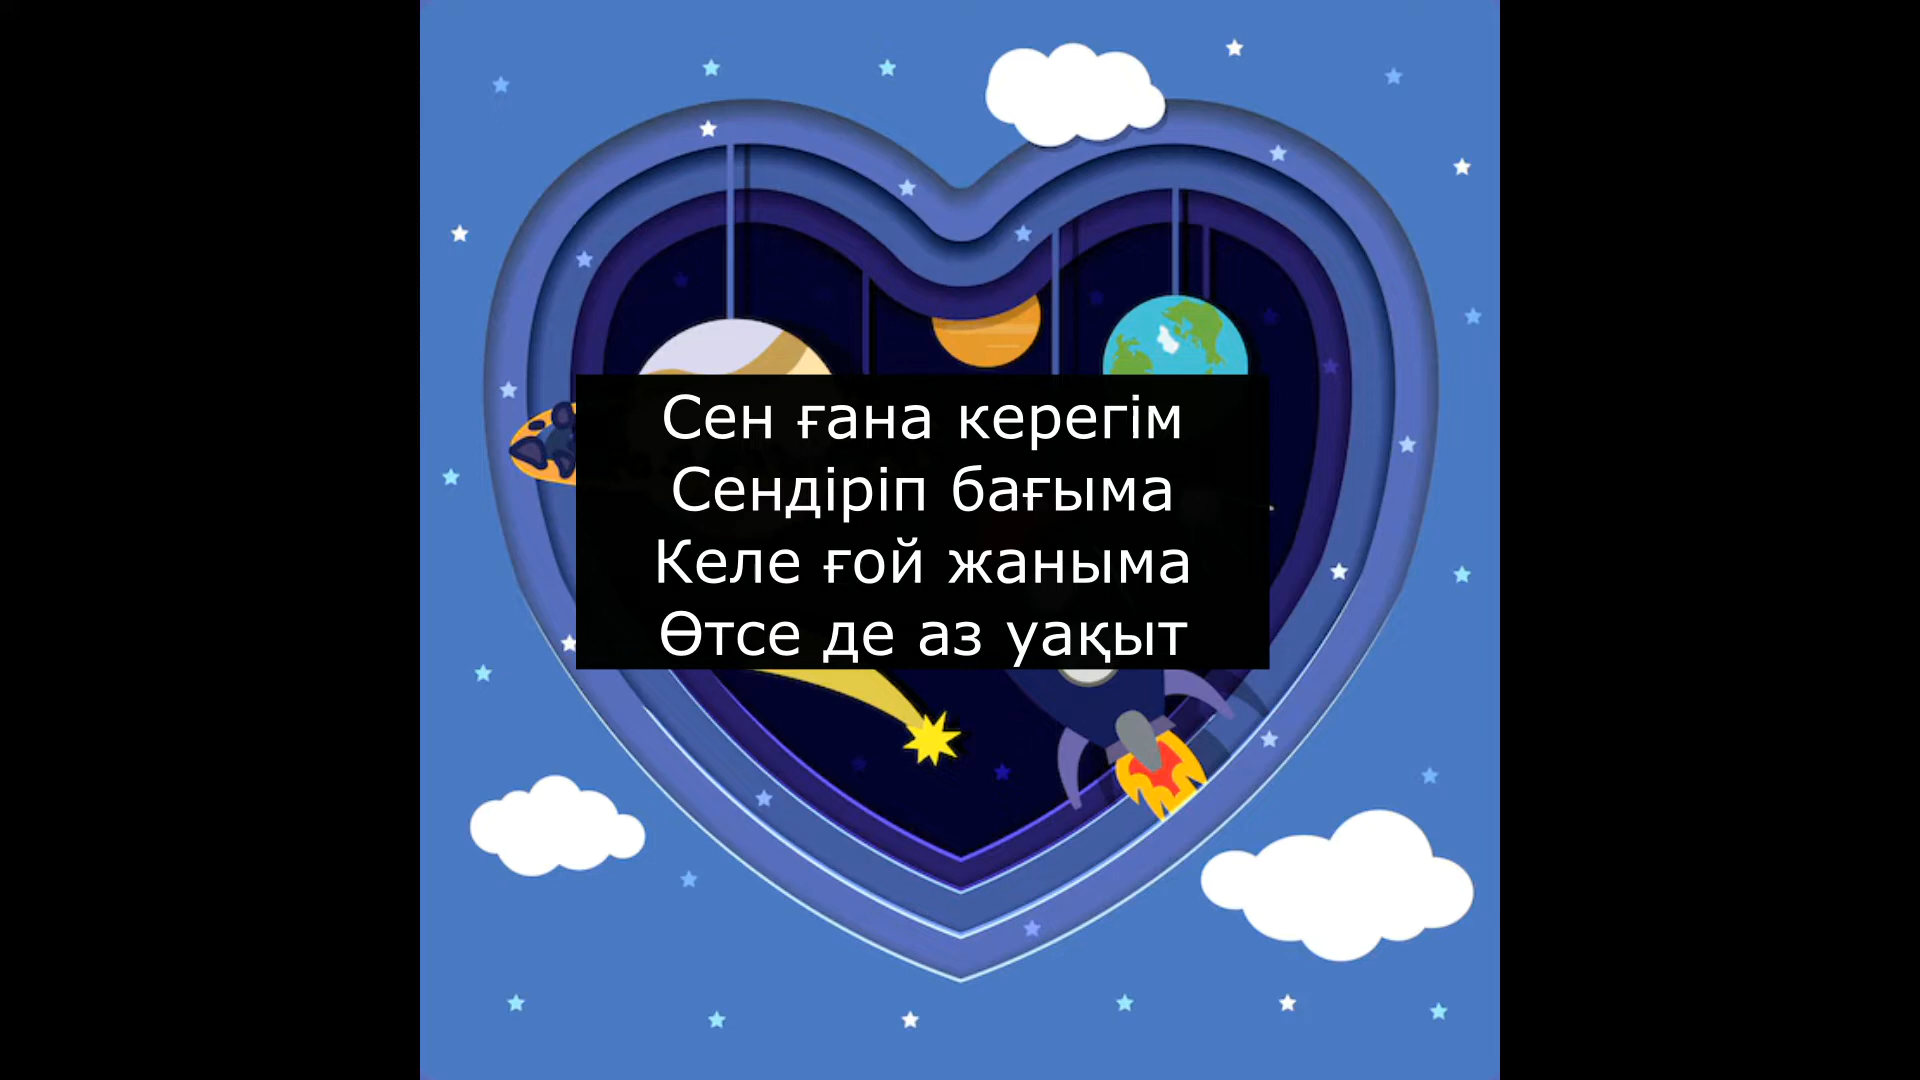 Сен ғана керегім
Сендіріп бағыма
Келе ғой жаныма
Өтсе де аз уақыт